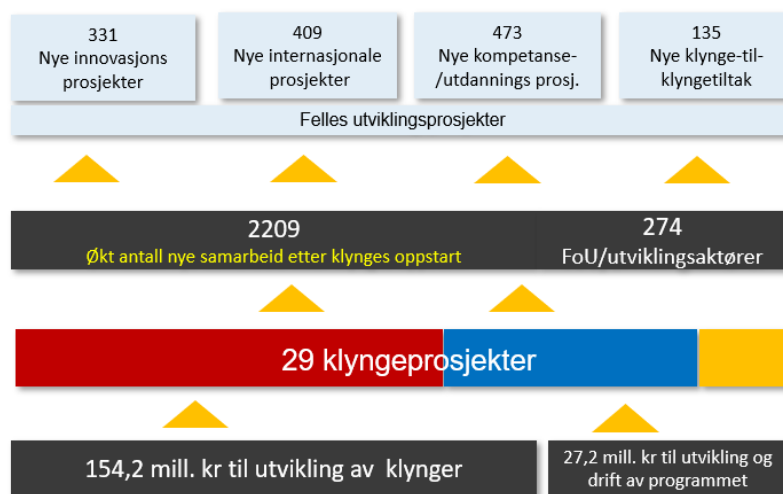 331
Nye innovasjons
prosjekter
409
Nye internasjonale
prosjekter
473
Nye kompetanse-
/utdannings prosj.
135
Nye klynge-til-
klyngetiltak
Felles utviklingsprosjekter
2209
Økt antall nye samarbeid etter klynges oppstart
274
FoU/utviklingsaktører
29 klyngeprosjekter
154,2 mill. kr til utvikling av klynger
27,2 mill. kr til utvikling og
drift av programmet